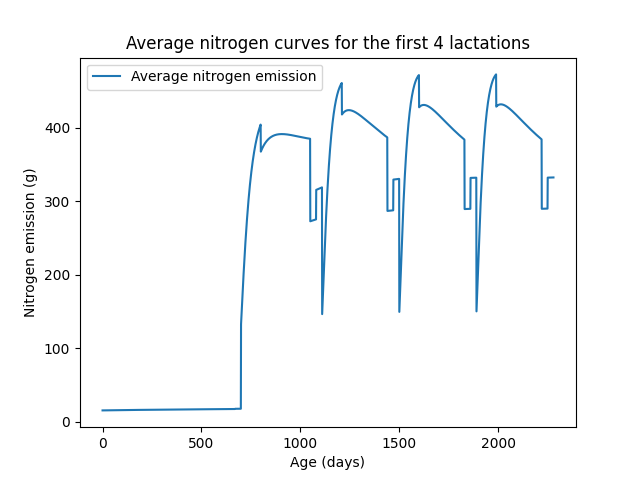 Average nitrogen curves for the first 4 lactations
Average nitrogen emission
Nitrogen emission (g)
400
300
200
100
0
0 500 1000 1500 2000
Age (days)